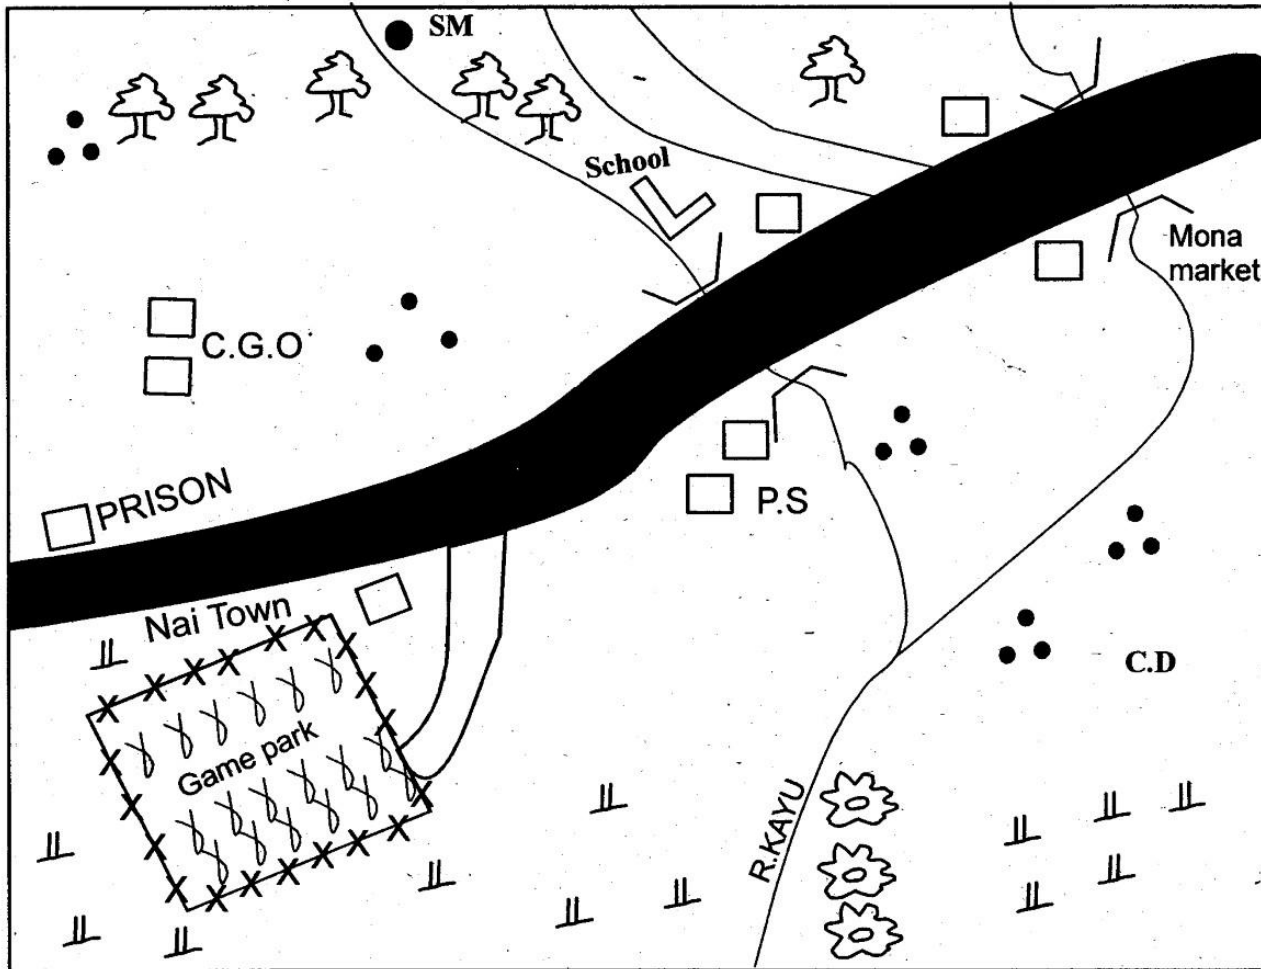 SM
School
Mona
market
C.G.O
PRISON
P.S
Nai Town
C.D
Game park
R.KAYU